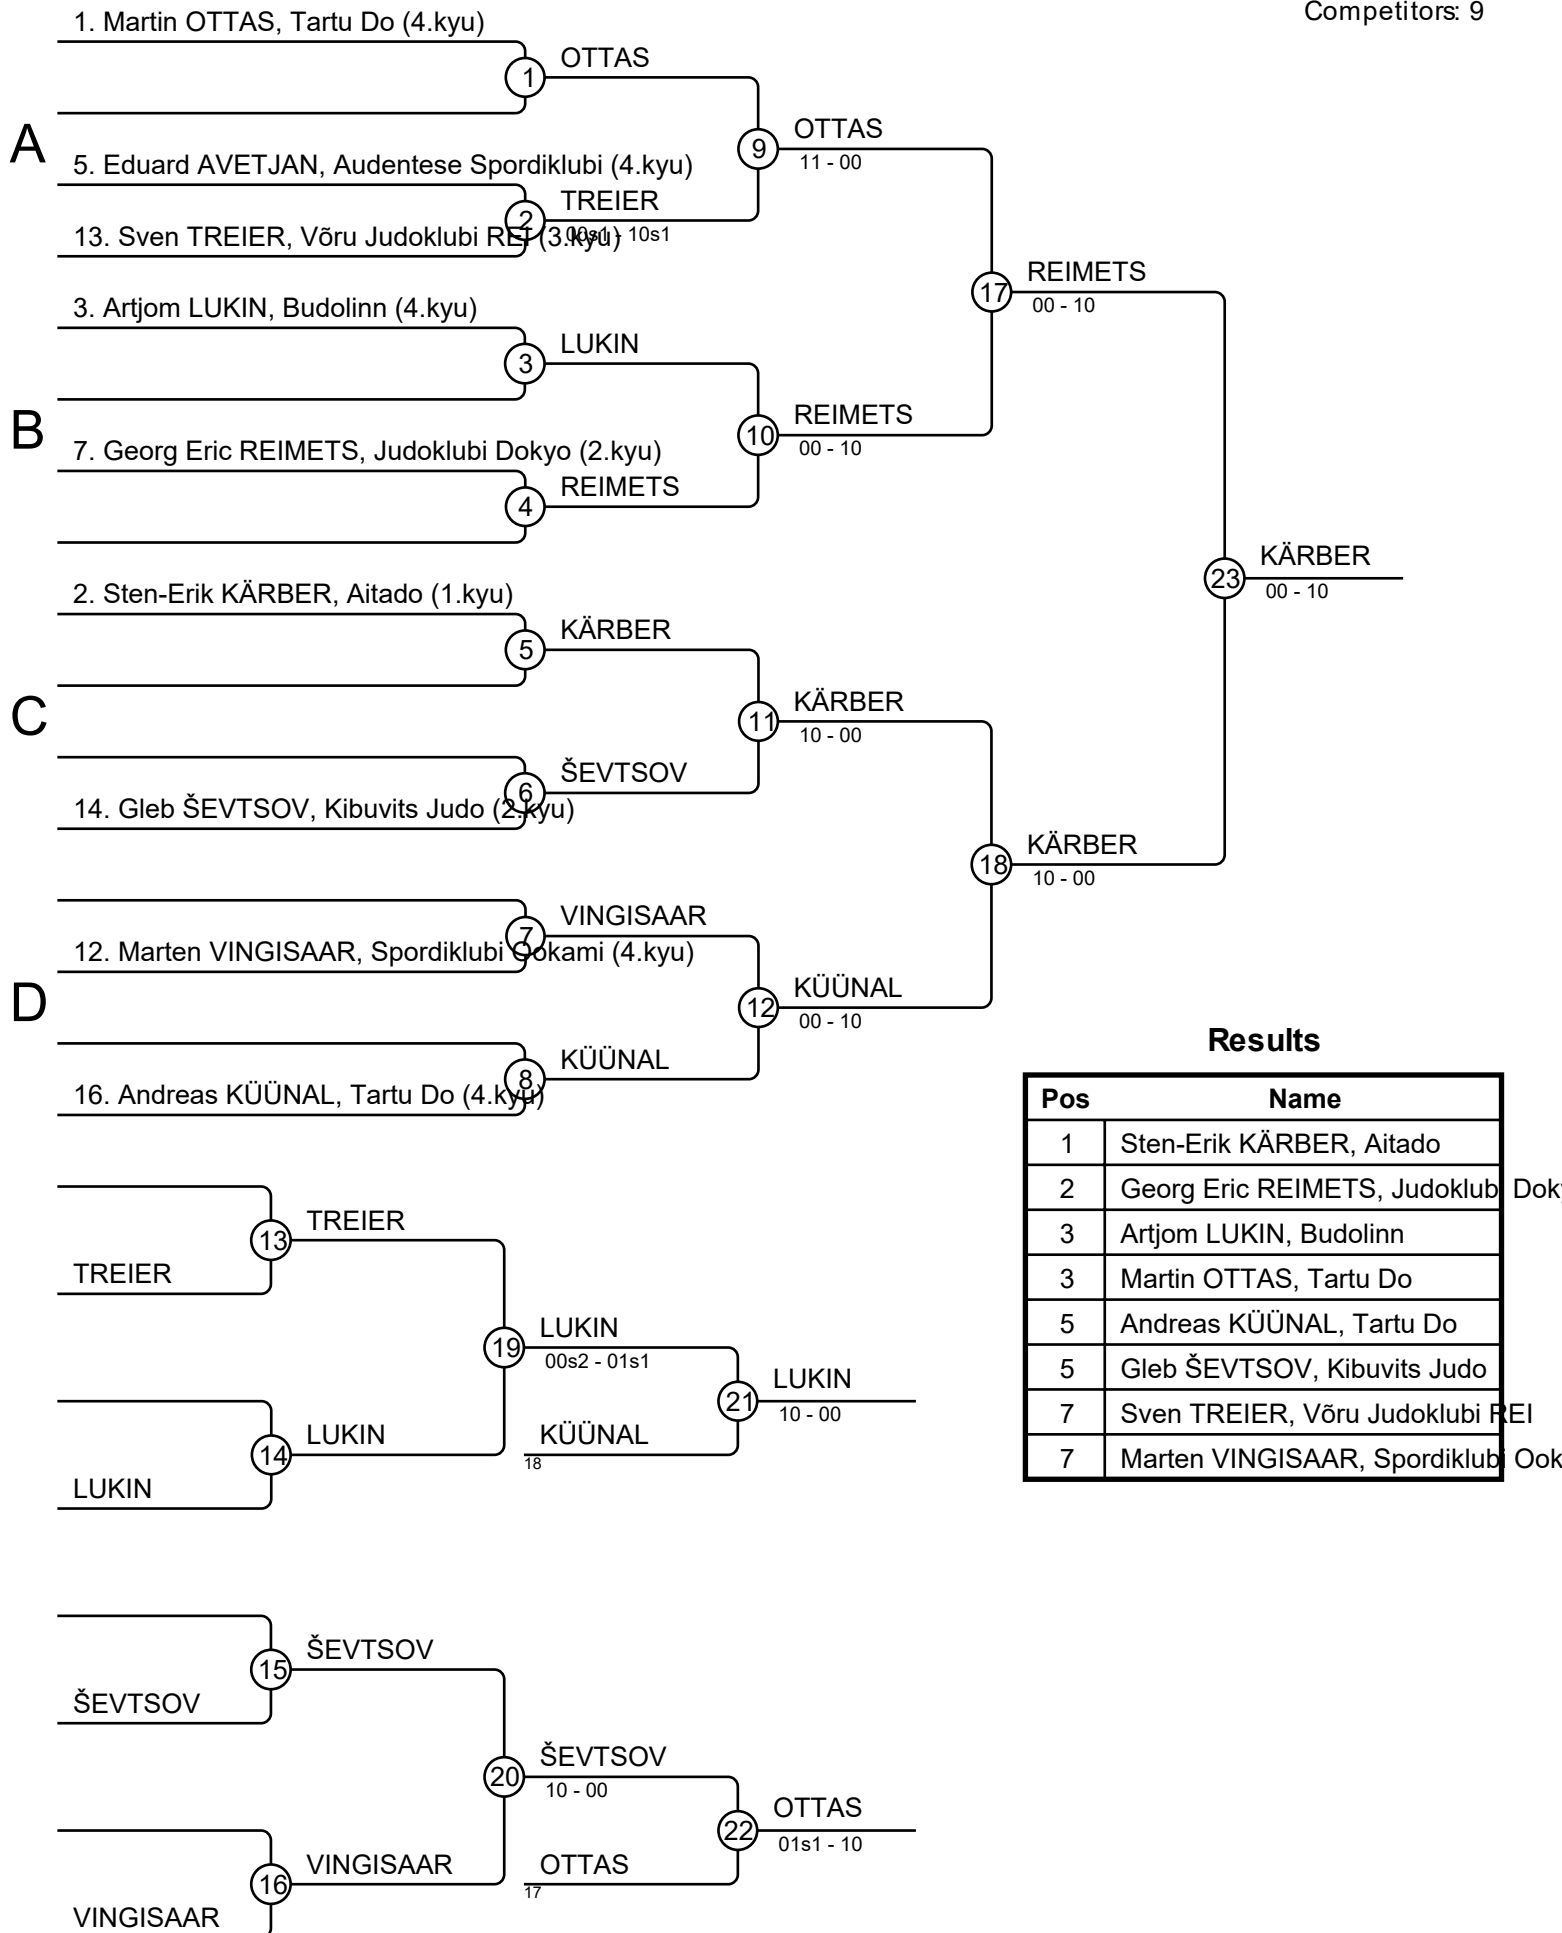 Competitors: 9
1. Martin OTTAS, Tartu Do (4.kyu)
1
OTTAS
A
5. Eduard AVETJAN, Audentese Spordiklubi (4.kyu)
2
TREIER
00s1 - 10s1
13. Sven TREIER, Võru Judoklubi REI (3.kyu)
9
OTTAS
11 - 00
3. Artjom LUKIN, Budolinn (4.kyu)
3
LUKIN
B
7. Georg Eric REIMETS, Judoklubi Dokyo (2.kyu)
4
REIMETS
10
REIMETS
00 - 10
17
REIMETS
00 - 10
2. Sten-Erik KÄRBER, Aitado (1.kyu)
5
KÄRBER
C
6
ŠEVTSOV
14. Gleb ŠEVTSOV, Kibuvits Judo (2.kyu)
11
KÄRBER
10 - 00
7
VINGISAAR
12. Marten VINGISAAR, Spordiklubi Ookami (4.kyu)
D
8
KÜÜNAL
16. Andreas KÜÜNAL, Tartu Do (4.kyu)
12
KÜÜNAL
00 - 10
18
KÄRBER
10 - 00
23
KÄRBER
00 - 10
13
TREIER
TREIER
14
LUKIN
LUKIN
19
LUKIN
00s2 - 01s1
KÜÜNAL
18
21
LUKIN
10 - 00
15
ŠEVTSOV
ŠEVTSOV
16
VINGISAAR
VINGISAAR
20
ŠEVTSOV
10 - 00
OTTAS
17
22
OTTAS
01s1 - 10
Results
Pos Name
1 Sten-Erik KÄRBER, Aitado
2 Georg Eric REIMETS, Judoklubi Dok
3 Artjom LUKIN, Budolinn
3 Martin OTTAS, Tartu Do
5 Andreas KÜÜNAL, Tartu Do
5 Gleb ŠEVTSOV, Kibuvits Judo
7 Sven TREIER, Võru Judoklubi REI
7 Marten VINGISAAR, Spordiklubi Ook